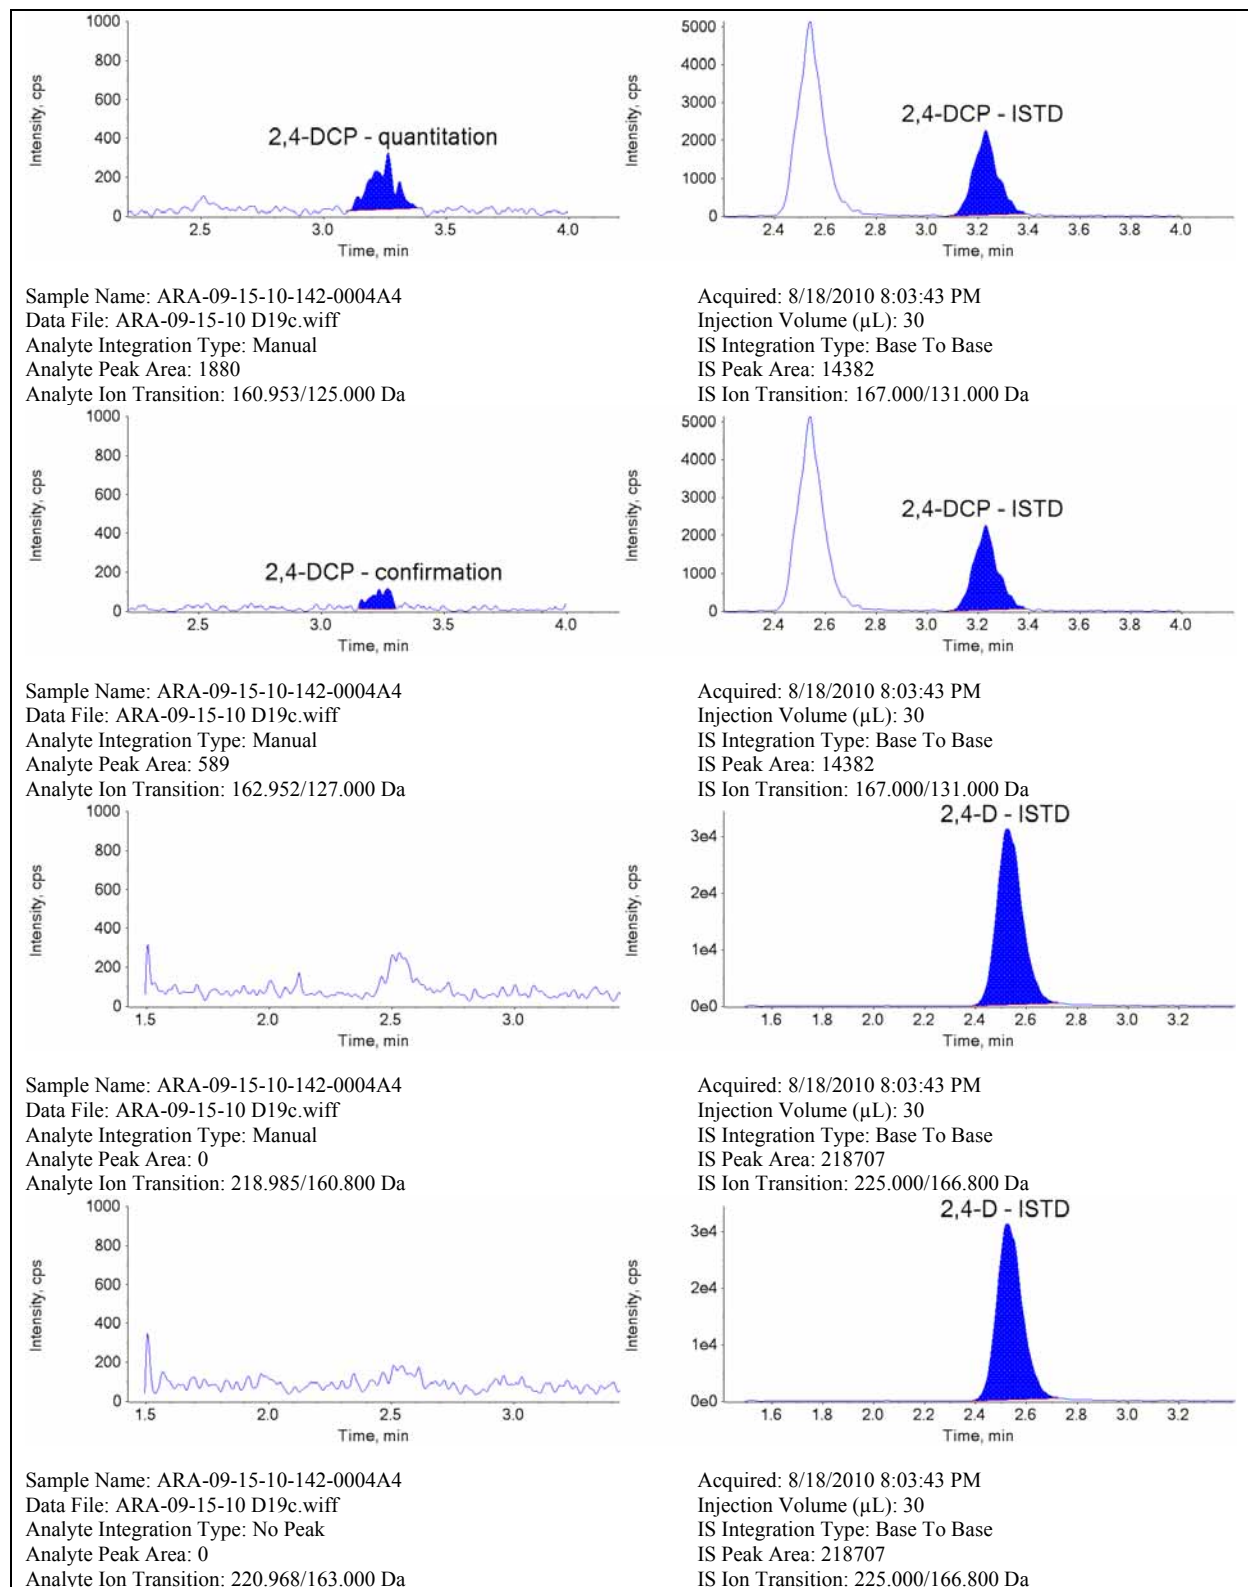 1000
800
600
400
200
0
Intensity, cps
2,4-DCP - quantitation
2.5 3.0 3.5 4.0
Time, min
5000
4000
3000
2000
1000
0
Intensity, cps
2,4-DCP - ISTD
2.4 2.6 2.8 3.0 3.2 3.4 3.6 3.8 4.0
Time, min
Sample Name: ARA-09-15-10-142-0004A4
Data File: ARA-09-15-10 D19c.wiff
Analyte Integration Type: Manual
Analyte Peak Area: 1880
Analyte Ion Transition: 160.953/125.000 Da
Acquired: 8/18/2010 8:03:43 PM
Injection Volume (µL): 30
IS Integration Type: Base To Base
IS Peak Area: 14382
IS Ion Transition: 167.000/131.000 Da
1000
800
600
400
200
0
Intensity, cps
2,4-DCP - confirmation
2.5 3.0 3.5 4.0
Time, min
5000
4000
3000
2000
1000
0
Intensity, cps
2,4-DCP - ISTD
2.4 2.6 2.8 3.0 3.2 3.4 3.6 3.8 4.0
Time, min
Sample Name: ARA-09-15-10-142-0004A4
Data File: ARA-09-15-10 D19c.wiff
Analyte Integration Type: Manual
Analyte Peak Area: 589
Analyte Ion Transition: 162.952/127.000 Da
Acquired: 8/18/2010 8:03:43 PM
Injection Volume (µL): 30
IS Integration Type: Base To Base
IS Peak Area: 14382
IS Ion Transition: 167.000/131.000 Da
1000
800
600
400
200
0
Intensity, cps
1.5 2.0 2.5 3.0
Time, min
2,4-D - ISTD
3e4
2e4
1e4
0e0
Intensity, cps
1.6 1.8 2.0 2.2 2.4 2.6 2.8 3.0 3.2
Time, min
Sample Name: ARA-09-15-10-142-0004A4
Data File: ARA-09-15-10 D19c.wiff
Analyte Integration Type: Manual
Analyte Peak Area: 0
Analyte Ion Transition: 218.985/160.800 Da
Acquired: 8/18/2010 8:03:43 PM
Injection Volume (µL): 30
IS Integration Type: Base To Base
IS Peak Area: 218707
IS Ion Transition: 225.000/166.800 Da
1000
800
600
400
200
0
Intensity, cps
1.5 2.0 2.5 3.0
Time, min
2,4-D - ISTD
3e4
2e4
1e4
0e0
Intensity, cps
1.6 1.8 2.0 2.2 2.4 2.6 2.8 3.0 3.2
Time, min
Sample Name: ARA-09-15-10-142-0004A4
Data File: ARA-09-15-10 D19c.wiff
Analyte Integration Type: No Peak
Analyte Peak Area: 0
Analyte Ion Transition: 220.968/163.000 Da
Acquired: 8/18/2010 8:03:43 PM
Injection Volume (µL): 30
IS Integration Type: Base To Base
IS Peak Area: 218707
IS Ion Transition: 225.000/166.800 Da